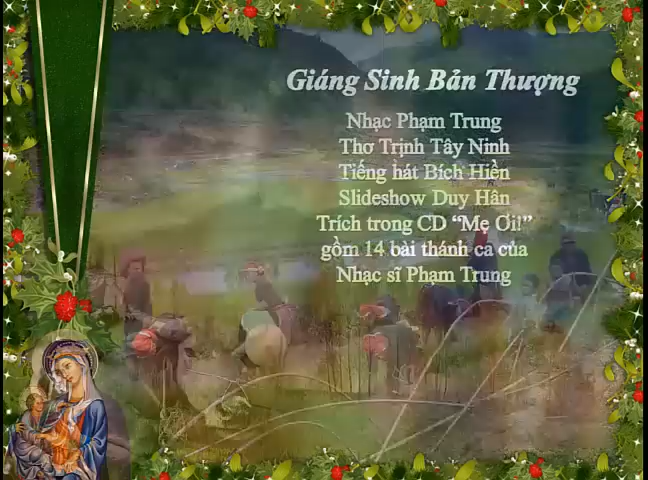 Giáng Sinh Bản Thượng
Nhạc Phạm Trung
Thơ Trịnh Tây Ninh
Tiếng hát Bích Hiền
Slideshow Duy Hân
Trích trong CD “Mẹ Ơi!”
gồm 14 bài thánh ca của
Nhạc sĩ Phạm Trung